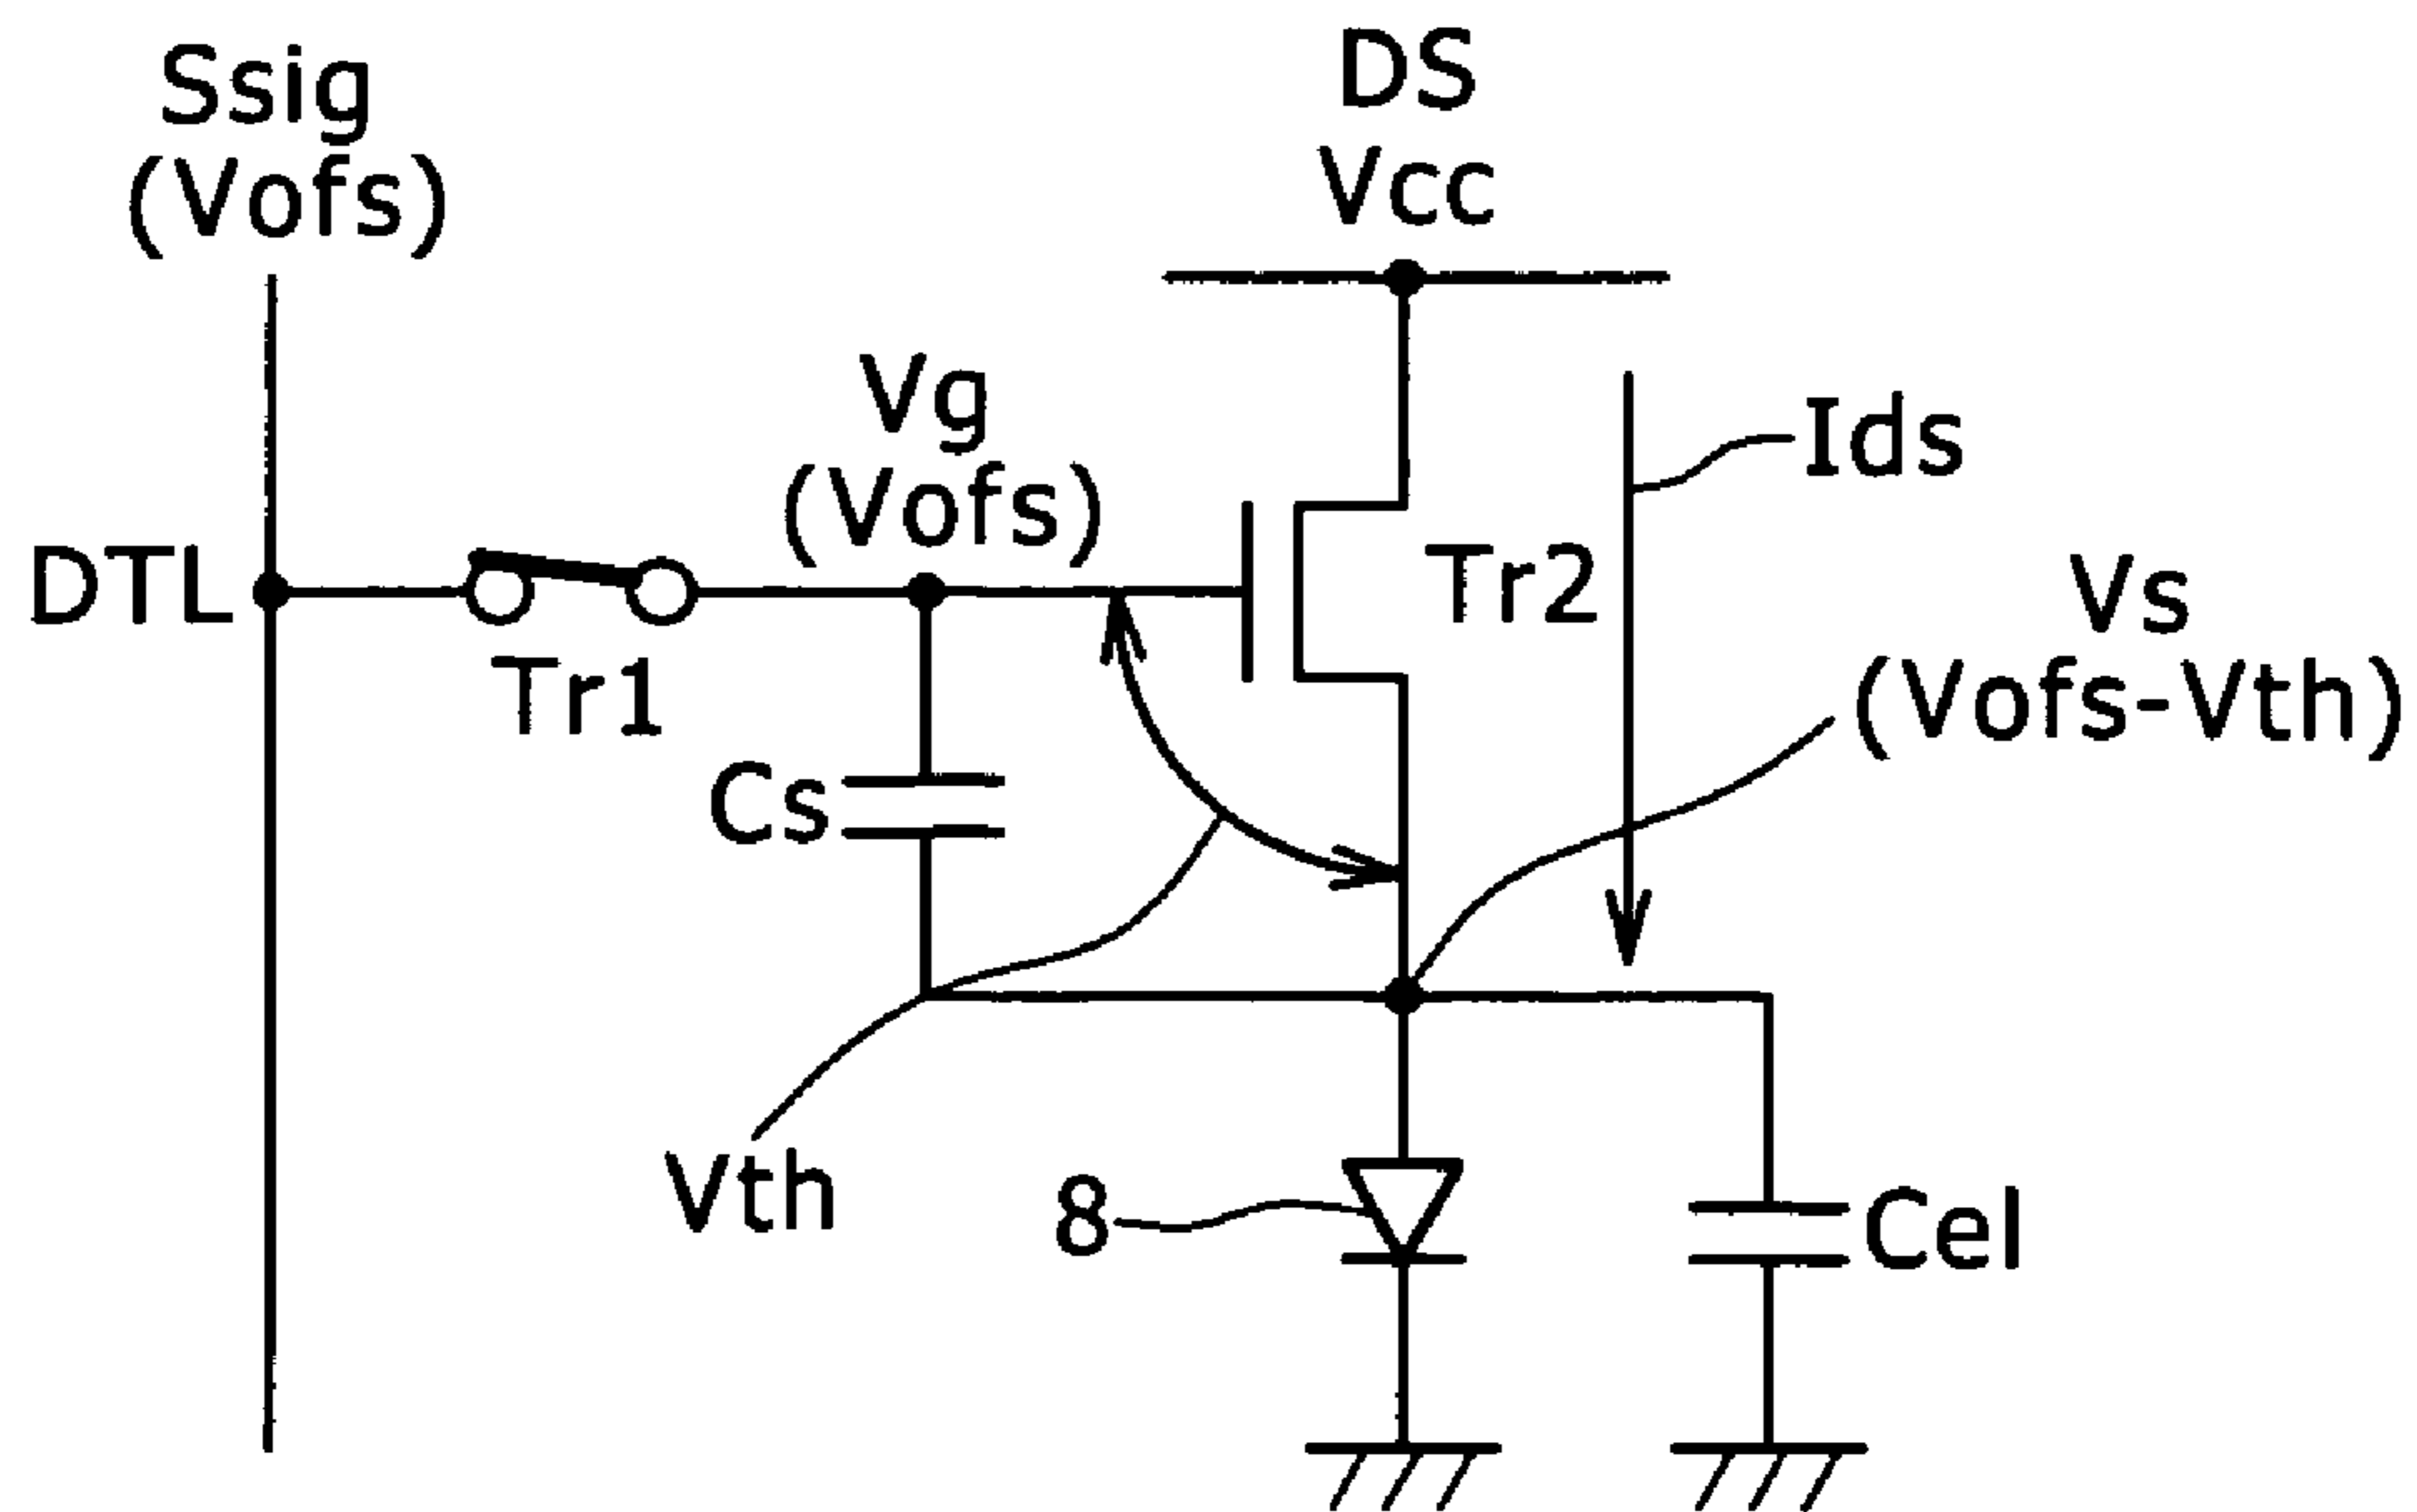 Ssig
(Vofs)
DS
Vcc
Vg
(Vofs)
Ids
DTL
Tr1
Tr2
Vs
(Vofs-Vth)
Cs
Vth
8
Cel